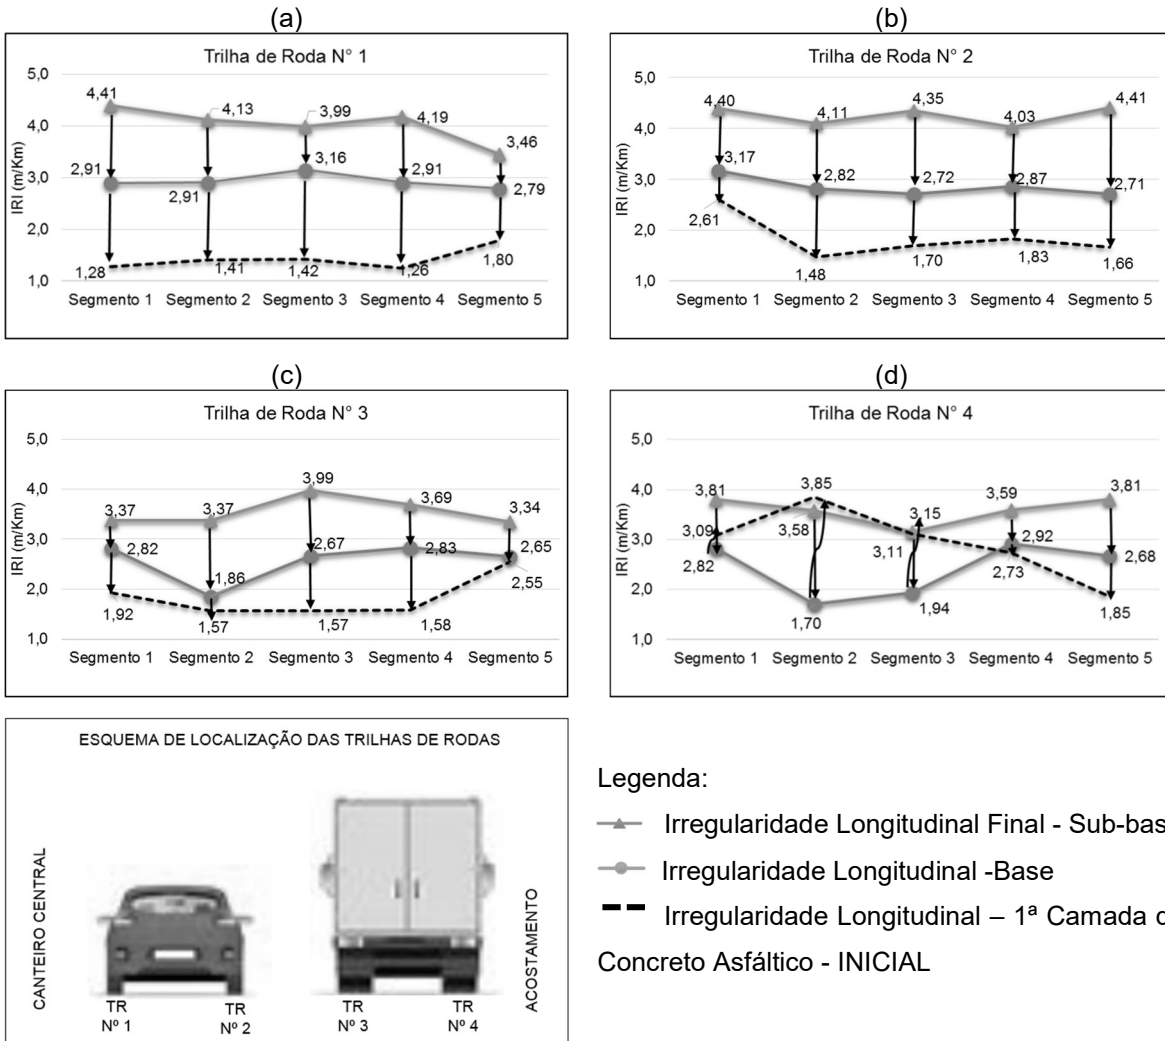 (a)
Trilha de Roda N° 1
IRI (m/Km)
5,0
4,0
3,0
2,0
1,0
4,41
4,13
3,99
4,19
3,46
2,91
2,91
3,16
2,91
2,79
1,28
1,41
1,42
1,26
1,80
Segmento 1 Segmento 2 Segmento 3 Segmento 4 Segmento 5
(b)
Trilha de Roda N° 2
IRI (m/Km)
5,0
4,0
3,0
2,0
1,0
4,40
4,11
4,35
4,03
4,41
3,17
2,82
2,72
2,87
2,71
2,61
1,48
1,70
1,83
1,66
Segmento 1 Segmento 2 Segmento 3 Segmento 4 Segmento 5
(c)
Trilha de Roda N° 3
IRI (m/Km)
5,0
4,0
3,0
2,0
1,0
3,37
3,37
3,99
3,69
3,34
2,82
1,86
2,67
2,83
2,65
1,92
1,57
1,57
1,58
2,55
Segmento 1 Segmento 2 Segmento 3 Segmento 4 Segmento 5
(d)
Trilha de Roda N° 4
IRI (m/Km)
5,0
4,0
3,0
2,0
1,0
3,81
3,85
3,15
3,59
3,81
3,09
3,58
3,11
2,92
2,68
2,82
1,70
1,94
2,73
1,85
Segmento 1 Segmento 2 Segmento 3 Segmento 4 Segmento 5
ESQUEMA DE LOCALIZAÇÃO DAS TRILHAS DE RODAS
CANTEIRO CENTRAL
ACOSTAMENTO
TR Nº 1
TR Nº 2
TR Nº 3
TR Nº 4
Legenda:
Irregularidade Longitudinal Final - Sub-bas
Irregularidade Longitudinal -Base
Irregularidade Longitudinal – 1ª Camada
Concreto Asfáltico - INICIAL